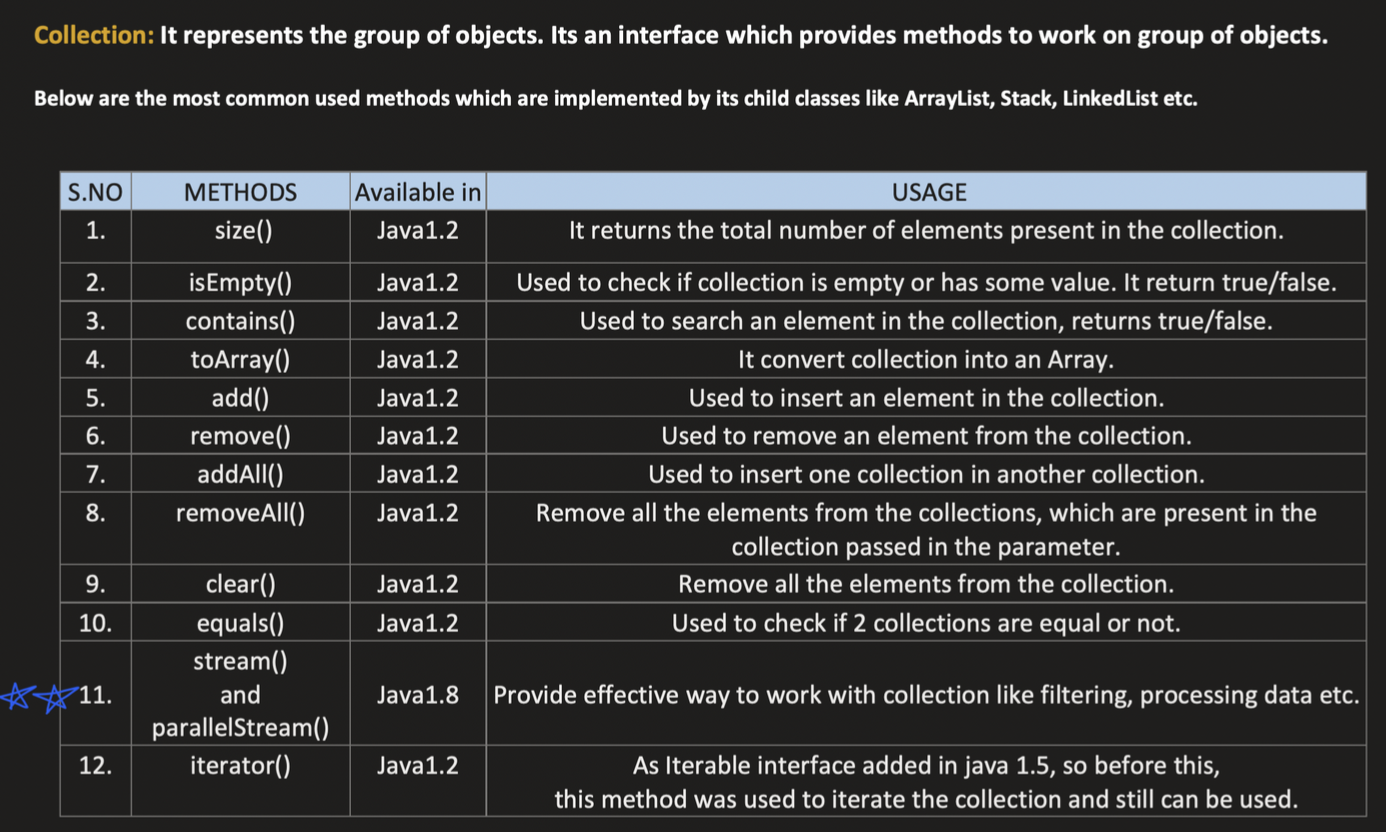 Collection: It represents the group of objects. Its an interface which provides methods to work on group of objects.
Below are the most common used methods which are implemented by its child classes like ArrayList, Stack, LinkedList etc.
S.NO METHODS Available in USAGE
1. size() Java1.2 It returns the total number of elements present in the collection.
2. isEmpty() Java1.2 Used to check if collection is empty or has some value. It return true/false.
3. contains() Java1.2 Used to search an element in the collection, returns true/false.
4. toArray() Java1.2 It convert collection into an Array.
5. add() Java1.2 Used to insert an element in the collection.
6. remove() Java1.2 Used to remove an element from the collection.
7. addAll() Java1.2 Used to insert one collection in another collection.
8. removeAll() Java1.2 Remove all the elements from the collections, which are present in the
collection passed in the parameter.
9. clear() Java1.2 Remove all the elements from the collection.
10. equals() Java1.2 Used to check if 2 collections are equal or not.
stream()
11. and Java1.8 Provide effective way to work with collection like filtering, processing data etc.
parallelStream()
12. iterator() Java1.2 As Iterable interface added in java 1.5, so before this,
this method was used to iterate the collection and still can be used.